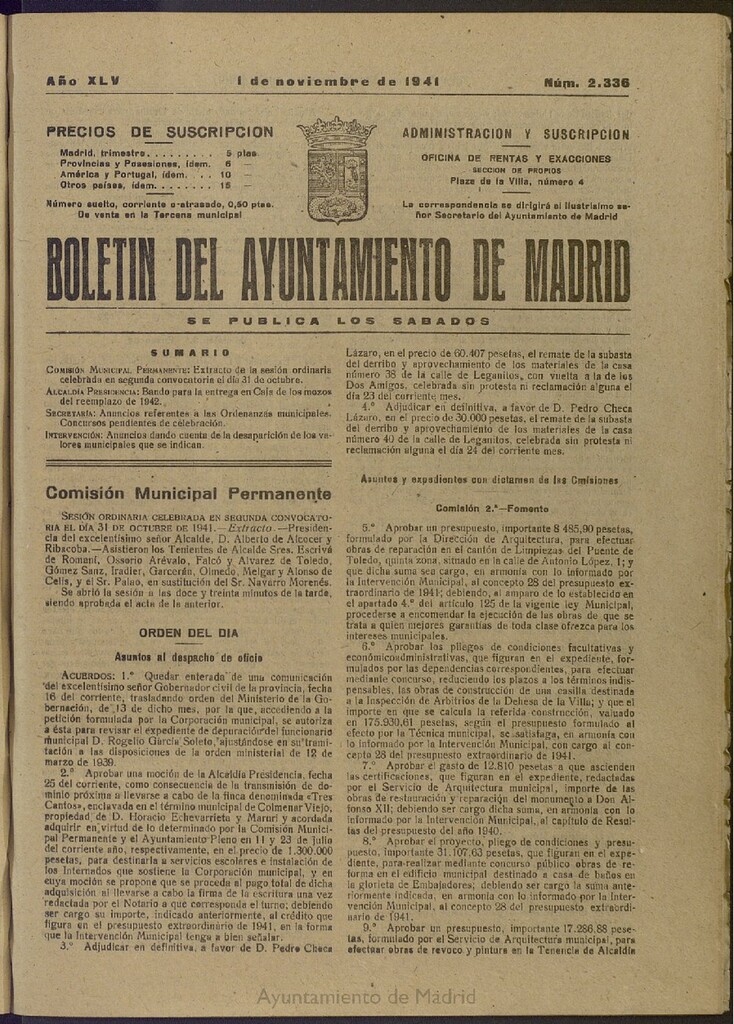 Año XLV
1 de noviembre de 1941
Núm. 2.336
PRECIOS DE SUSCRIPCION
Madrid, trimestre........ 5 ptas
Provincias y Posesiones, ídem. 6 —
América y Portugal, ídem... 10 —
Otros países, ídem........ 15 —
Número suelto, corriente o atrasado, 0,50 ptas.
De venta en la Tercena municipal
ADMINISTRACION Y SUSCRIPCION
OFICINA DE RENTAS Y EXACCIONES
SECCION DE PROPIOS
Plaza de la Villa, número 4
La correspondencia se dirigirá al ilustrísimo se-
ñor Secretario del Ayuntamiento de Madrid
BOLETIN DEL AYUNTAMIENTO DE MADRID
SE PUBLICA LOS SABADOS
SUMARIO
COMISIÓN MUNICIPAL PERMANENTE: Extracto de la sesión ordinaria
celebrada en segunda convocatoria el día 31 de octubre.
ALCALDÍA PRESIDENCIA: Bando para la entrega en Caja de los mozos
del reemplazo de 1942.
SECRETARÍA: Anuncios referentes a las Ordenanzas municipales.
Concursos pendientes de celebración.
INTERVENCIÓN: Anuncios dando cuenta de la desaparición de los va-
lores municipales que se indican.
Comisión Municipal Permanente
SESIÓN ORDINARIA CELEBRADA EN SEGUNDA CONVOCATO-
RIA EL DÍA 31 DE OCTUBRE DE 1941.—Extracto.—Presiden-
cia del excelentísimo señor Alcalde, D. Alberto de Alcocer y
Ribacoba.—Asistieron los Tenientes de Alcalde Sres. Escrivá
de Romaní, Ossorio Arévalo, Falcó y Alvarez de Toledo,
Gómez Sanz, Iradier, Garcerán, Olmedo, Melgar y Alonso de
Celis, y el Sr. Palao, en sustitución del Sr. Navarro Morenés.
Se abrió la sesión a las doce y treinta minutos de la tarde,
siendo aprobada el acta de la anterior.
ORDEN DEL DIA
Asuntos al despacho de oficio
ACUERDOS: 1.º Quedar enterada de una comunicación
del excelentísimo señor Gobernador civil de la provincia, fecha
16 del corriente, trasladando orden del Ministerio de la Go-
bernación, de 13 de dicho mes, por la que, accediendo a la
petición formulada por la Corporación municipal, se autoriza
a ésta para revisar el expediente de depuración del funcionario
municipal D. Rogelio García Soleto, ajustándose en su trami-
tación a las disposiciones de la orden ministerial de 12 de
marzo de 1939.
2.º Aprobar una moción de la Alcaldía Presidencia, fecha
25 del corriente, como consecuencia de la transmisión de do-
minio próxima a llevarse a cabo de la finca denominada «Tres
Cantos», enclavada en el término municipal de Colmenar Viejo,
propiedad de D. Horacio Echevarrieta y Maruri y acordada
adquirir en virtud de lo determinado por la Comisión Munici-
pal Permanente y el Ayuntamiento Pleno en 11 y 23 de julio
del corriente año, respectivamente, en el precio de 1.300.000
pesetas, para destinarla a servicios escolares e instalación de
los Internados que sostiene la Corporación municipal, y en
cuya moción se propone que se proceda al pago total de dicha
adquisición al llevarse a cabo la firma de la escritura una vez
redactada por el Notario a que corresponda el turno; debiendo
ser cargo su importe, indicado anteriormente, al crédito que
figura en el presupuesto extraordinario de 1941, en la forma
que la Intervención Municipal tenga a bien señalar.
3.º Adjudicar en definitiva, a favor de D. Pedro Checa
Lázaro, en el precio de 60.407 pesetas, el remate de la subasta
del derribo y aprovechamiento de los materiales de la casa
número 38 de la calle de Leganitos, con vuelta a la de los
Dos Amigos, celebrada sin protesta ni reclamación alguna el
día 23 del corriente mes.
4.º Adjudicar en definitiva, a favor de D. Pedro Checa
Lázaro, en el precio de 30.000 pesetas, el remate de la subasta
del derribo y aprovechamiento de los materiales de la casa
número 40 de la calle de Leganitos, celebrada sin protesta ni
reclamación alguna el día 24 del corriente mes.
Asuntos y expedientes con dictamen de las Comisiones
Comisión 2.ª—Fomento
5.º Aprobar un presupuesto, importante 8 485,90 pesetas,
formulado por la Dirección de Arquitectura, para efectuar
obras de reparación en el cantón de Limpiezas del Puente de
Toledo, quinta zona, situado en la calle de Antonio López, 1; y
que dicha suma sea cargo, en armonía con lo informado por
la Intervención Municipal, al concepto 28 del presupuesto ex-
traordinario de 1941; debiendo, al amparo de lo establecido en
el apartado 4.º del artículo 125 de la vigente ley Municipal,
procederse a encomendar la ejecución de las obras de que se
trata a quien mejores garantías de toda clase ofrezca para los
intereses municipales.
6.º Aprobar los pliegos de condiciones facultativas y
económicoadministrativas, que figuran en el expediente, for-
mulados por las dependencias correspondientes, para efectuar
mediante concurso, reduciendo los plazos a los términos indis-
pensables, las obras de construcción de una casilla destinada
a la Inspección de Arbitrios de la Dehesa de la Villa; y que el
importe en que se calcula la referida construcción, valuado
en 175.930,61 pesetas, según el presupuesto formulado al
efecto por la Técnica municipal, se satisfaga, en armonía con
lo informado por la Intervención Municipal, con cargo al con-
cepto 28 del presupuesto extraordinario de 1941.
7.º Aprobar el gasto de 12.810 pesetas a que ascienden
las certificaciones, que figuran en el expediente, redactadas
por el Servicio de Arquitectura municipal, importe de las
obras de restauración y reparación del monumento a Don Al-
fonso XII; debiendo ser cargo dicha suma, en armonía con lo
informado por la Intervención Municipal, al capítulo de Resul-
tas del presupuesto del año 1940.
8.º Aprobar el proyecto, pliego de condiciones y presu-
puesto, importante 31.107,63 pesetas, que figuran en el expe-
diente, para realizar mediante concurso público obras de re-
forma en el edificio municipal destinado a casa de baños en
la glorieta de Embajadores; debiendo ser cargo la suma ante-
riormente indicada, en armonía con lo informado por la Inter-
vención Municipal, al concepto 28 del presupuesto extraordi-
nario de 1941.
9.º Aprobar un presupuesto, importante 17.286,88 pese-
tas, formulado por el Servicio de Arquitectura municipal, para
efectuar obras de revoco y pintura en la Tenencia de Alcaldía
Ayuntamiento de Madrid